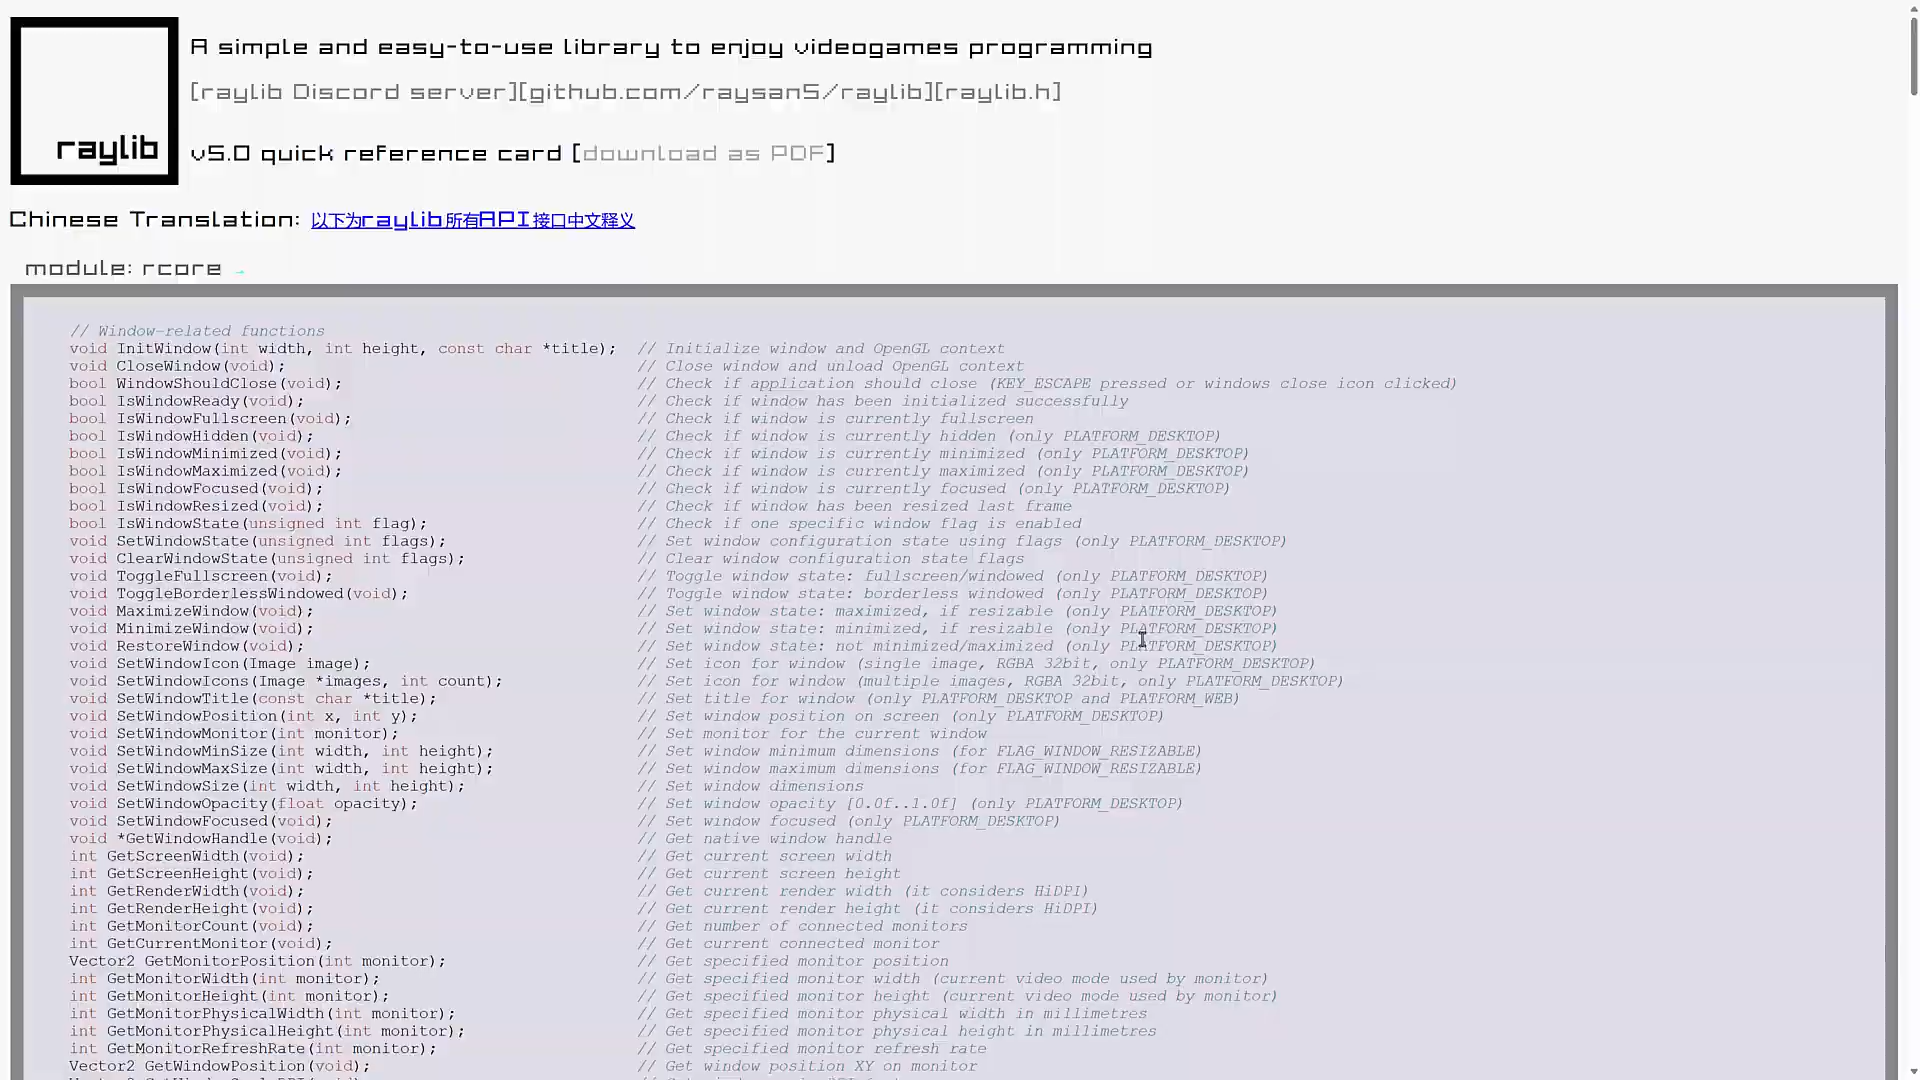 raylib
A simple and easy-to-use library to enjoy videogames programming
[raylib Discord server][github.com/raysan5/raylib][raylib.h]
v5.0 quick reference card [download as PDF]
Chinese Translation: 以下为raylib所有API接口中文释义
module: rcore →
// Window-related functions
void InitWindow(int width, int height, const char *title);  // Initialize window and OpenGL context
void CloseWindow(void);  // Close window and unload OpenGL context
bool WindowShouldClose(void);  // Check if application should close (KEY_ESCAPE pressed or windows close icon clicked)
bool IsWindowReady(void);  // Check if window has been initialized successfully
bool IsWindowFullscreen(void);  // Check if window is currently fullscreen
bool IsWindowHidden(void);  // Check if window is currently hidden (only PLATFORM_DESKTOP)
bool IsWindowMinimized(void);  // Check if window is currently minimized (only PLATFORM_DESKTOP)
bool IsWindowMaximized(void);  // Check if window is currently maximized (only PLATFORM_DESKTOP)
bool IsWindowFocused(void);  // Check if window is currently focused (only PLATFORM_DESKTOP)
bool IsWindowResized(void);  // Check if window has been resized last frame
bool IsWindowState(unsigned int flag);  // Check if one specific window flag is enabled
void SetWindowState(unsigned int flags);  // Set window configuration state using flags (only PLATFORM_DESKTOP)
void ClearWindowState(unsigned int flags);  // Clear window configuration state flags
void ToggleFullscreen(void);  // Toggle window state: fullscreen/windowed (only PLATFORM_DESKTOP)
void ToggleBorderlessWindowed(void);  // Toggle window state: borderless windowed (only PLATFORM_DESKTOP)
void MaximizeWindow(void);  // Set window state: maximized, if resizable (only PLATFORM_DESKTOP)
void MinimizeWindow(void);  // Set window state: minimized, if resizable (only PLATFORM_DESKTOP)
void RestoreWindow(void);  // Set window state: not minimized/maximized (only PLATFORM_DESKTOP)
void SetWindowIcon(Image image);  // Set icon for window (single image, RGBA 32bit, only PLATFORM_DESKTOP)
void SetWindowIcons(Image *images, int count);  // Set icon for window (multiple images, RGBA 32bit, only PLATFORM_DESKTOP)
void SetWindowTitle(const char *title);  // Set title for window (only PLATFORM_DESKTOP and PLATFORM_WEB)
void SetWindowPosition(int x, int y);  // Set window position on screen (only PLATFORM_DESKTOP)
void SetWindowMonitor(int monitor);  // Set monitor for the current window
void SetWindowMinSize(int width, int height);  // Set window minimum dimensions (for FLAG_WINDOW_RESIZABLE)
void SetWindowMaxSize(int width, int height);  // Set window maximum dimensions (for FLAG_WINDOW_RESIZABLE)
void SetWindowSize(int width, int height);  // Set window dimensions
void SetWindowOpacity(float opacity);  // Set window opacity [0.0f..1.0f] (only PLATFORM_DESKTOP)
void SetWindowFocused(void);  // Set window focused (only PLATFORM_DESKTOP)
void *GetWindowHandle(void);  // Get native window handle
int GetScreenWidth(void);  // Get current screen width
int GetScreenHeight(void);  // Get current screen height
int GetRenderWidth(void);  // Get current render width (it considers HiDPI)
int GetRenderHeight(void);  // Get current render height (it considers HiDPI)
int GetMonitorCount(void);  // Get number of connected monitors
int GetCurrentMonitor(void);  // Get current connected monitor
Vector2 GetMonitorPosition(int monitor);  // Get specified monitor position
int GetMonitorWidth(int monitor);  // Get specified monitor width (current video mode used by monitor)
int GetMonitorHeight(int monitor);  // Get specified monitor height (current video mode used by monitor)
int GetMonitorPhysicalWidth(int monitor);  // Get specified monitor physical width in millimetres
int GetMonitorPhysicalHeight(int monitor);  // Get specified monitor physical height in millimetres
int GetMonitorRefreshRate(int monitor);  // Get specified monitor refresh rate
Vector2 GetWindowPosition(void);  // Get window position XY on monitor